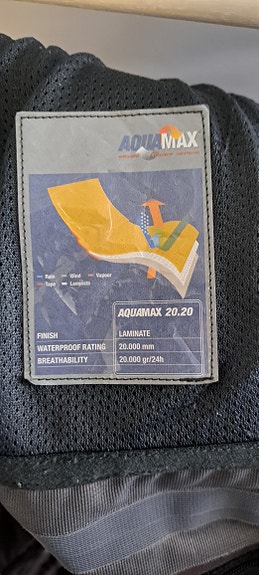 AQUAMAX
Rain Wind Vapour
Tape Laminate
AQUAMAX 20.20
FINISH LAMINATE
WATERPROOF RATING 20.000 mm
BREATHABILITY 20.000 gr/24h